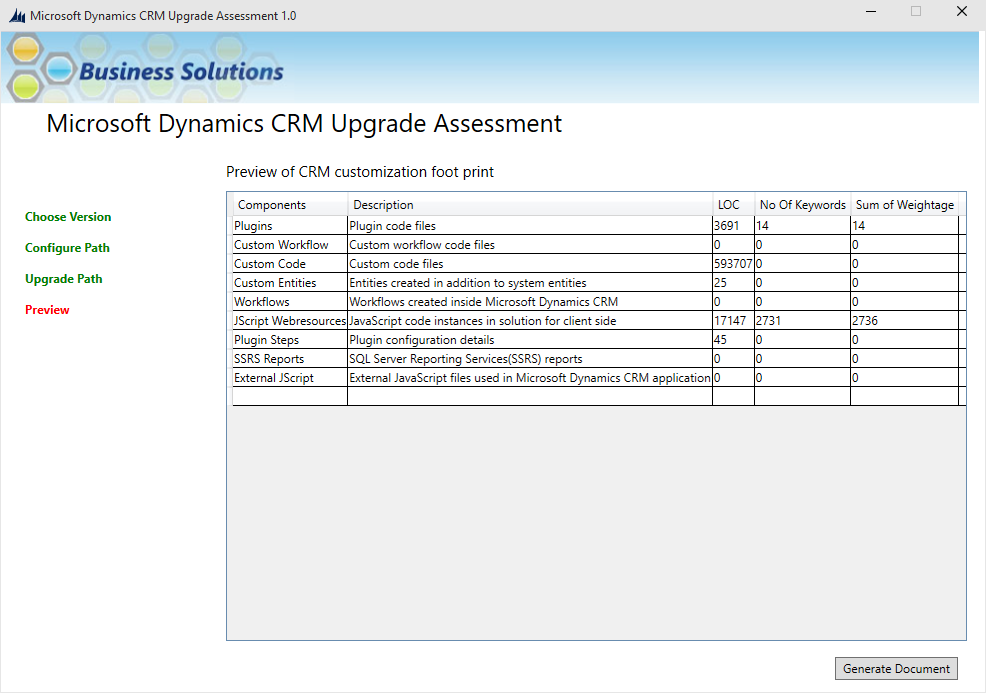 Microsoft Dynamics CRM Upgrade Assessment 1.0
Business Solutions
Microsoft Dynamics CRM Upgrade Assessment
Preview of CRM customization foot print
Choose Version
Configure Path
Upgrade Path
Preview
Components Description LOC No Of Keywords Sum of Weightage
Plugins Plugin code files 3691 14 14
Custom Workflow Custom workflow code files 0 0 0
Custom Code Custom code files 593707 0 0
Custom Entities Entities created in addition to system entities 25 0 0
Workflows Workflows created inside Microsoft Dynamics CRM 0 0 0
JScript Webresources JavaScript code instances in solution for client side 17147 2731 2736
Plugin Steps Plugin configuration details 45 0 0
SSRS Reports SQL Server Reporting Services(SSRS) reports 0 0 0
External JScript External JavaScript files used in Microsoft Dynamics CRM application 0 0 0
Generate Document